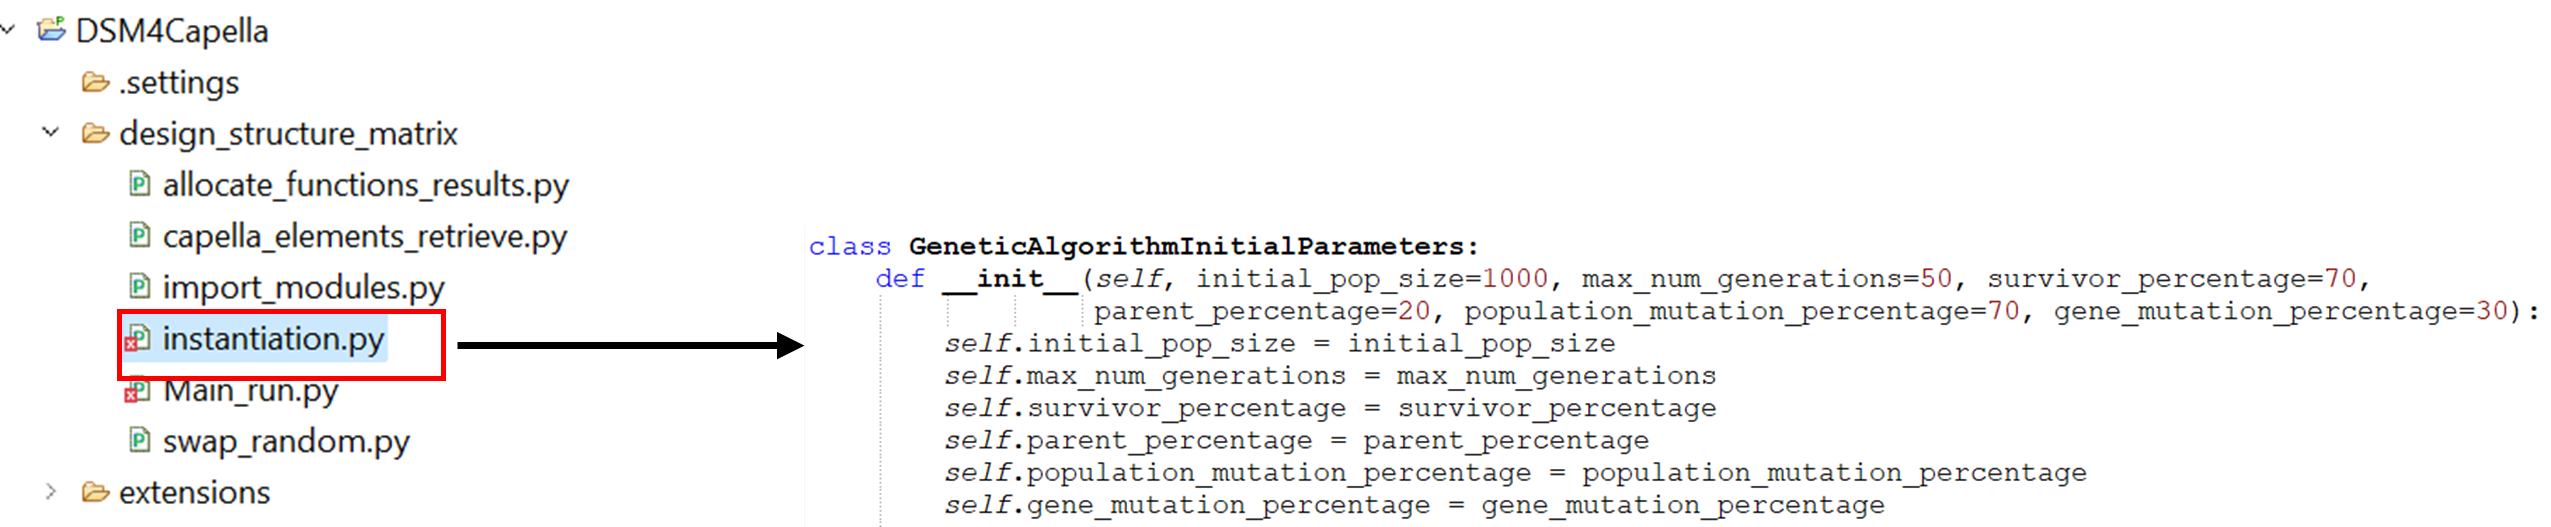 DSM4Capella
.settings
design_structure_matrix
allocate_functions_results.py
capella_elements_retrieve.py
import_modules.py
instantiation.py
Main_run.py
swap_random.py
extensions
class GeneticAlgorithmInitialParameters:
def __init__(self, initial_pop_size=1000, max_num_generations=50, survivor_percentage=70,
parent_percentage=20, population_mutation_percentage=70, gene_mutation_percentage=30):
self.initial_pop_size = initial_pop_size
self.max_num_generations = max_num_generations
self.survivor_percentage = survivor_percentage
self.parent_percentage = parent_percentage
self.population_mutation_percentage = population_mutation_percentage
self.gene_mutation_percentage = gene_mutation_percentage